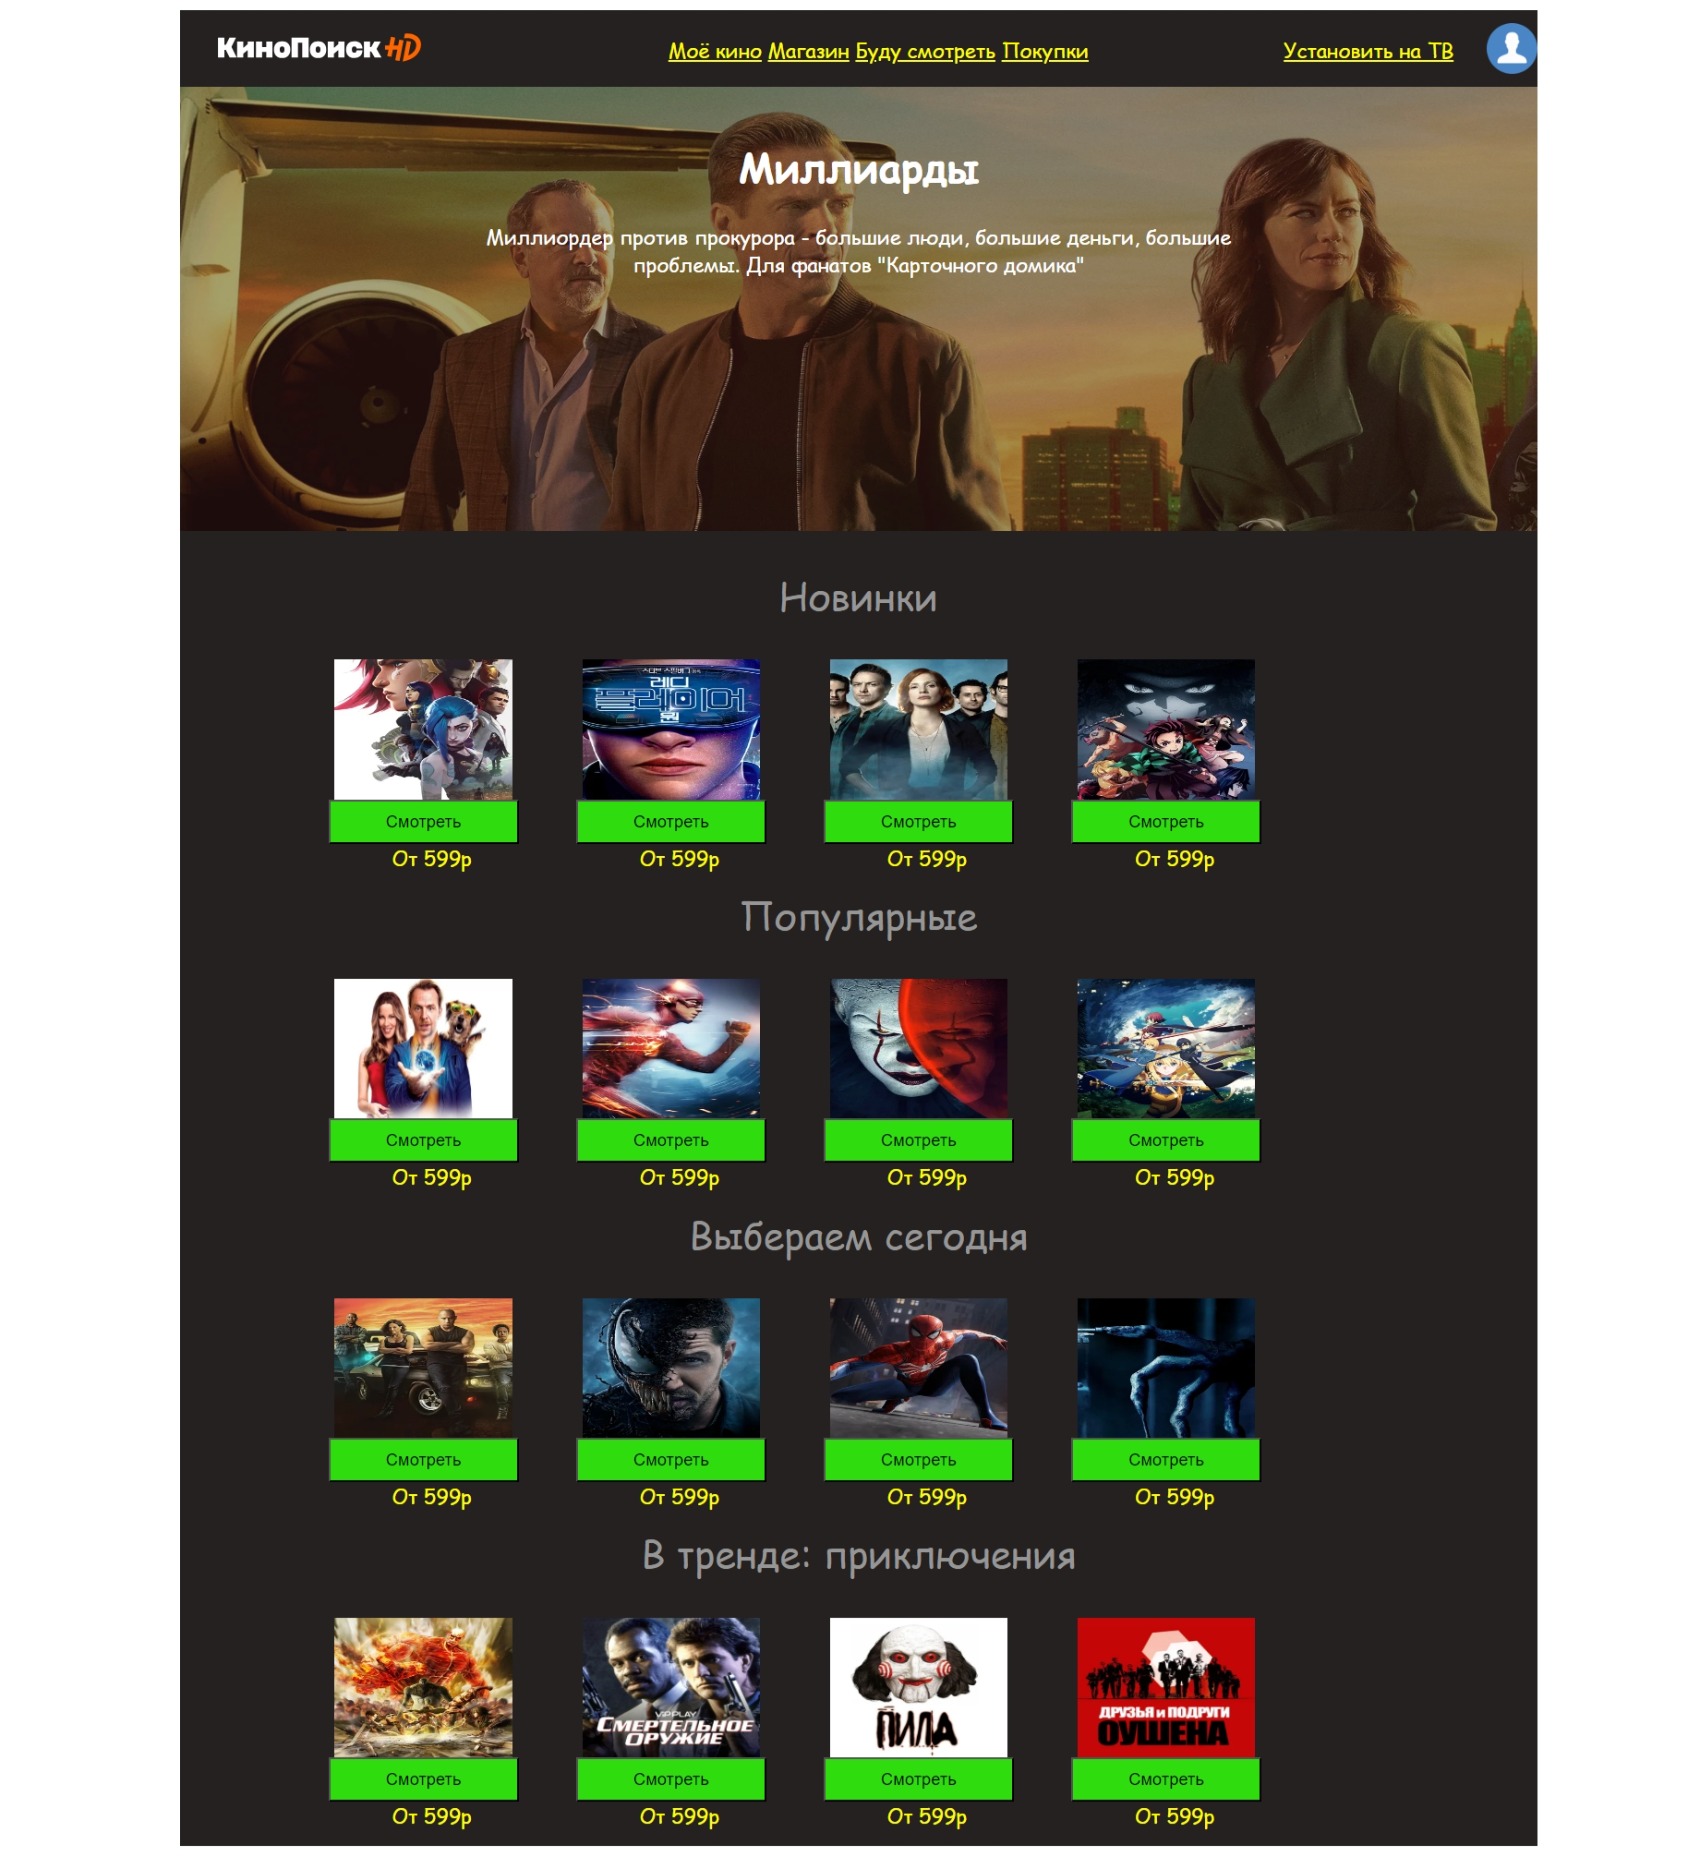 КиноПоиск HD
Моё кино Магазин Буду смотреть Покупки
Установить на ТВ
Миллиарды
Миллиордер против прокурора - большие люди, большие деньги, большие
проблемы. Для фанатов "Карточного домика"
Новинки
레디
플레이어
원
Смотреть Смотреть Смотреть Смотреть
От 599р От 599р От 599р От 599р
Популярные
Смотреть Смотреть Смотреть Смотреть
От 599р От 599р От 599р От 599р
Выбераем сегодня
Смотреть Смотреть Смотреть Смотреть
От 599р От 599р От 599р От 599р
В тренде: приключения
VIPPLAY
Смертельное
оружие
ПИЛА
ДРУЗЬЯ и ПОДРУГИ
ОУШЕНА
Смотреть Смотреть Смотреть Смотреть
От 599р От 599р От 599р От 599р